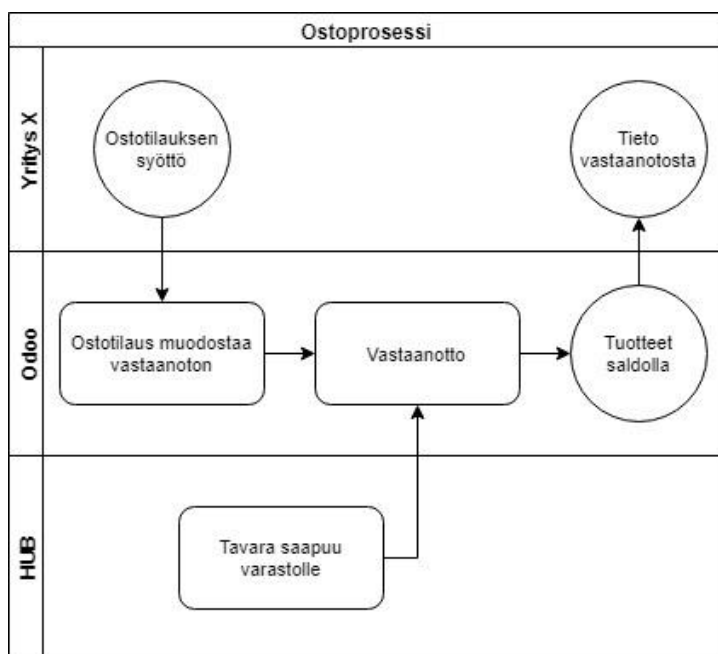 Ostoprosessi
Yritys X
Ostotilauksen
syöttö
Tieto
vastaanotosta
Odoo
Ostotilaus muodostaa
vastaanoton
Vastaanotto
Tuotteet
saldolla
HUB
Tavara saapuu
varastolle